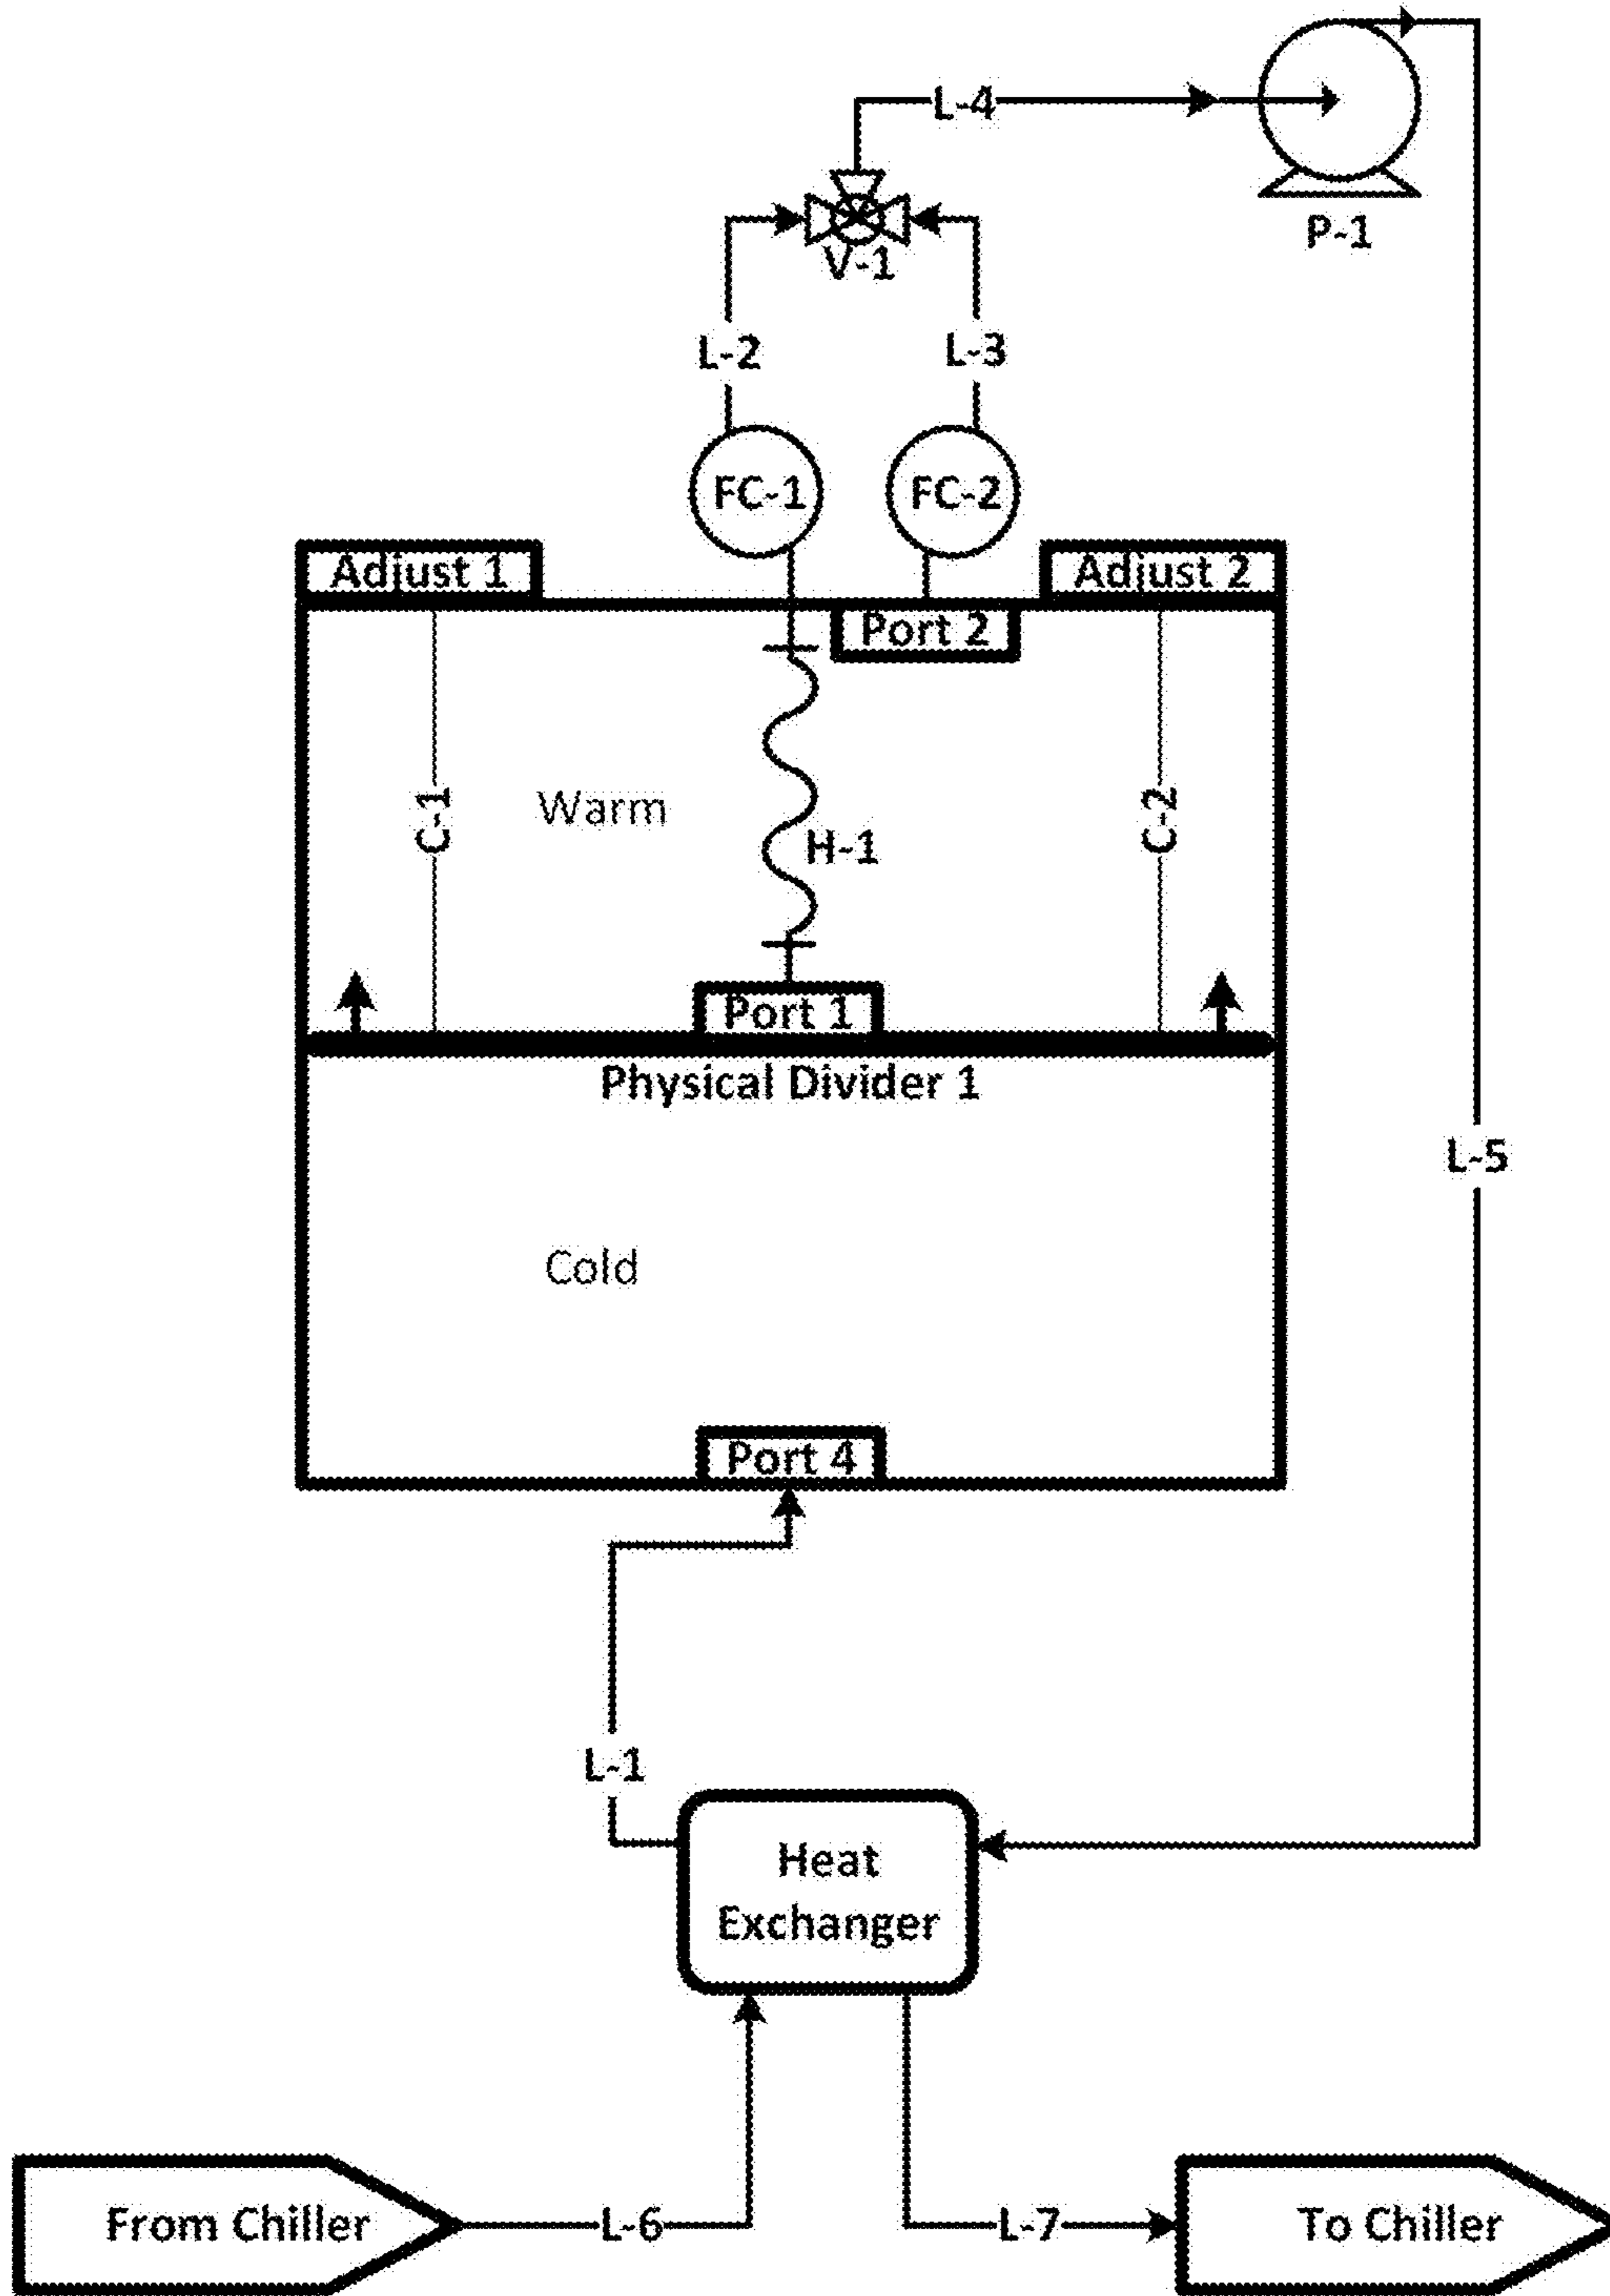 L-4
P-1
V-1
L-2
L-3
FC-1
FC-2
Adjust 1
Adjust 2
Port 2
C-1
Warm
H-1
C-2
Port 1
Physical Divider 1
L-5
Cold
Port 4
L-1
Heat
Exchanger
From Chiller
L-6
L-7
To Chiller